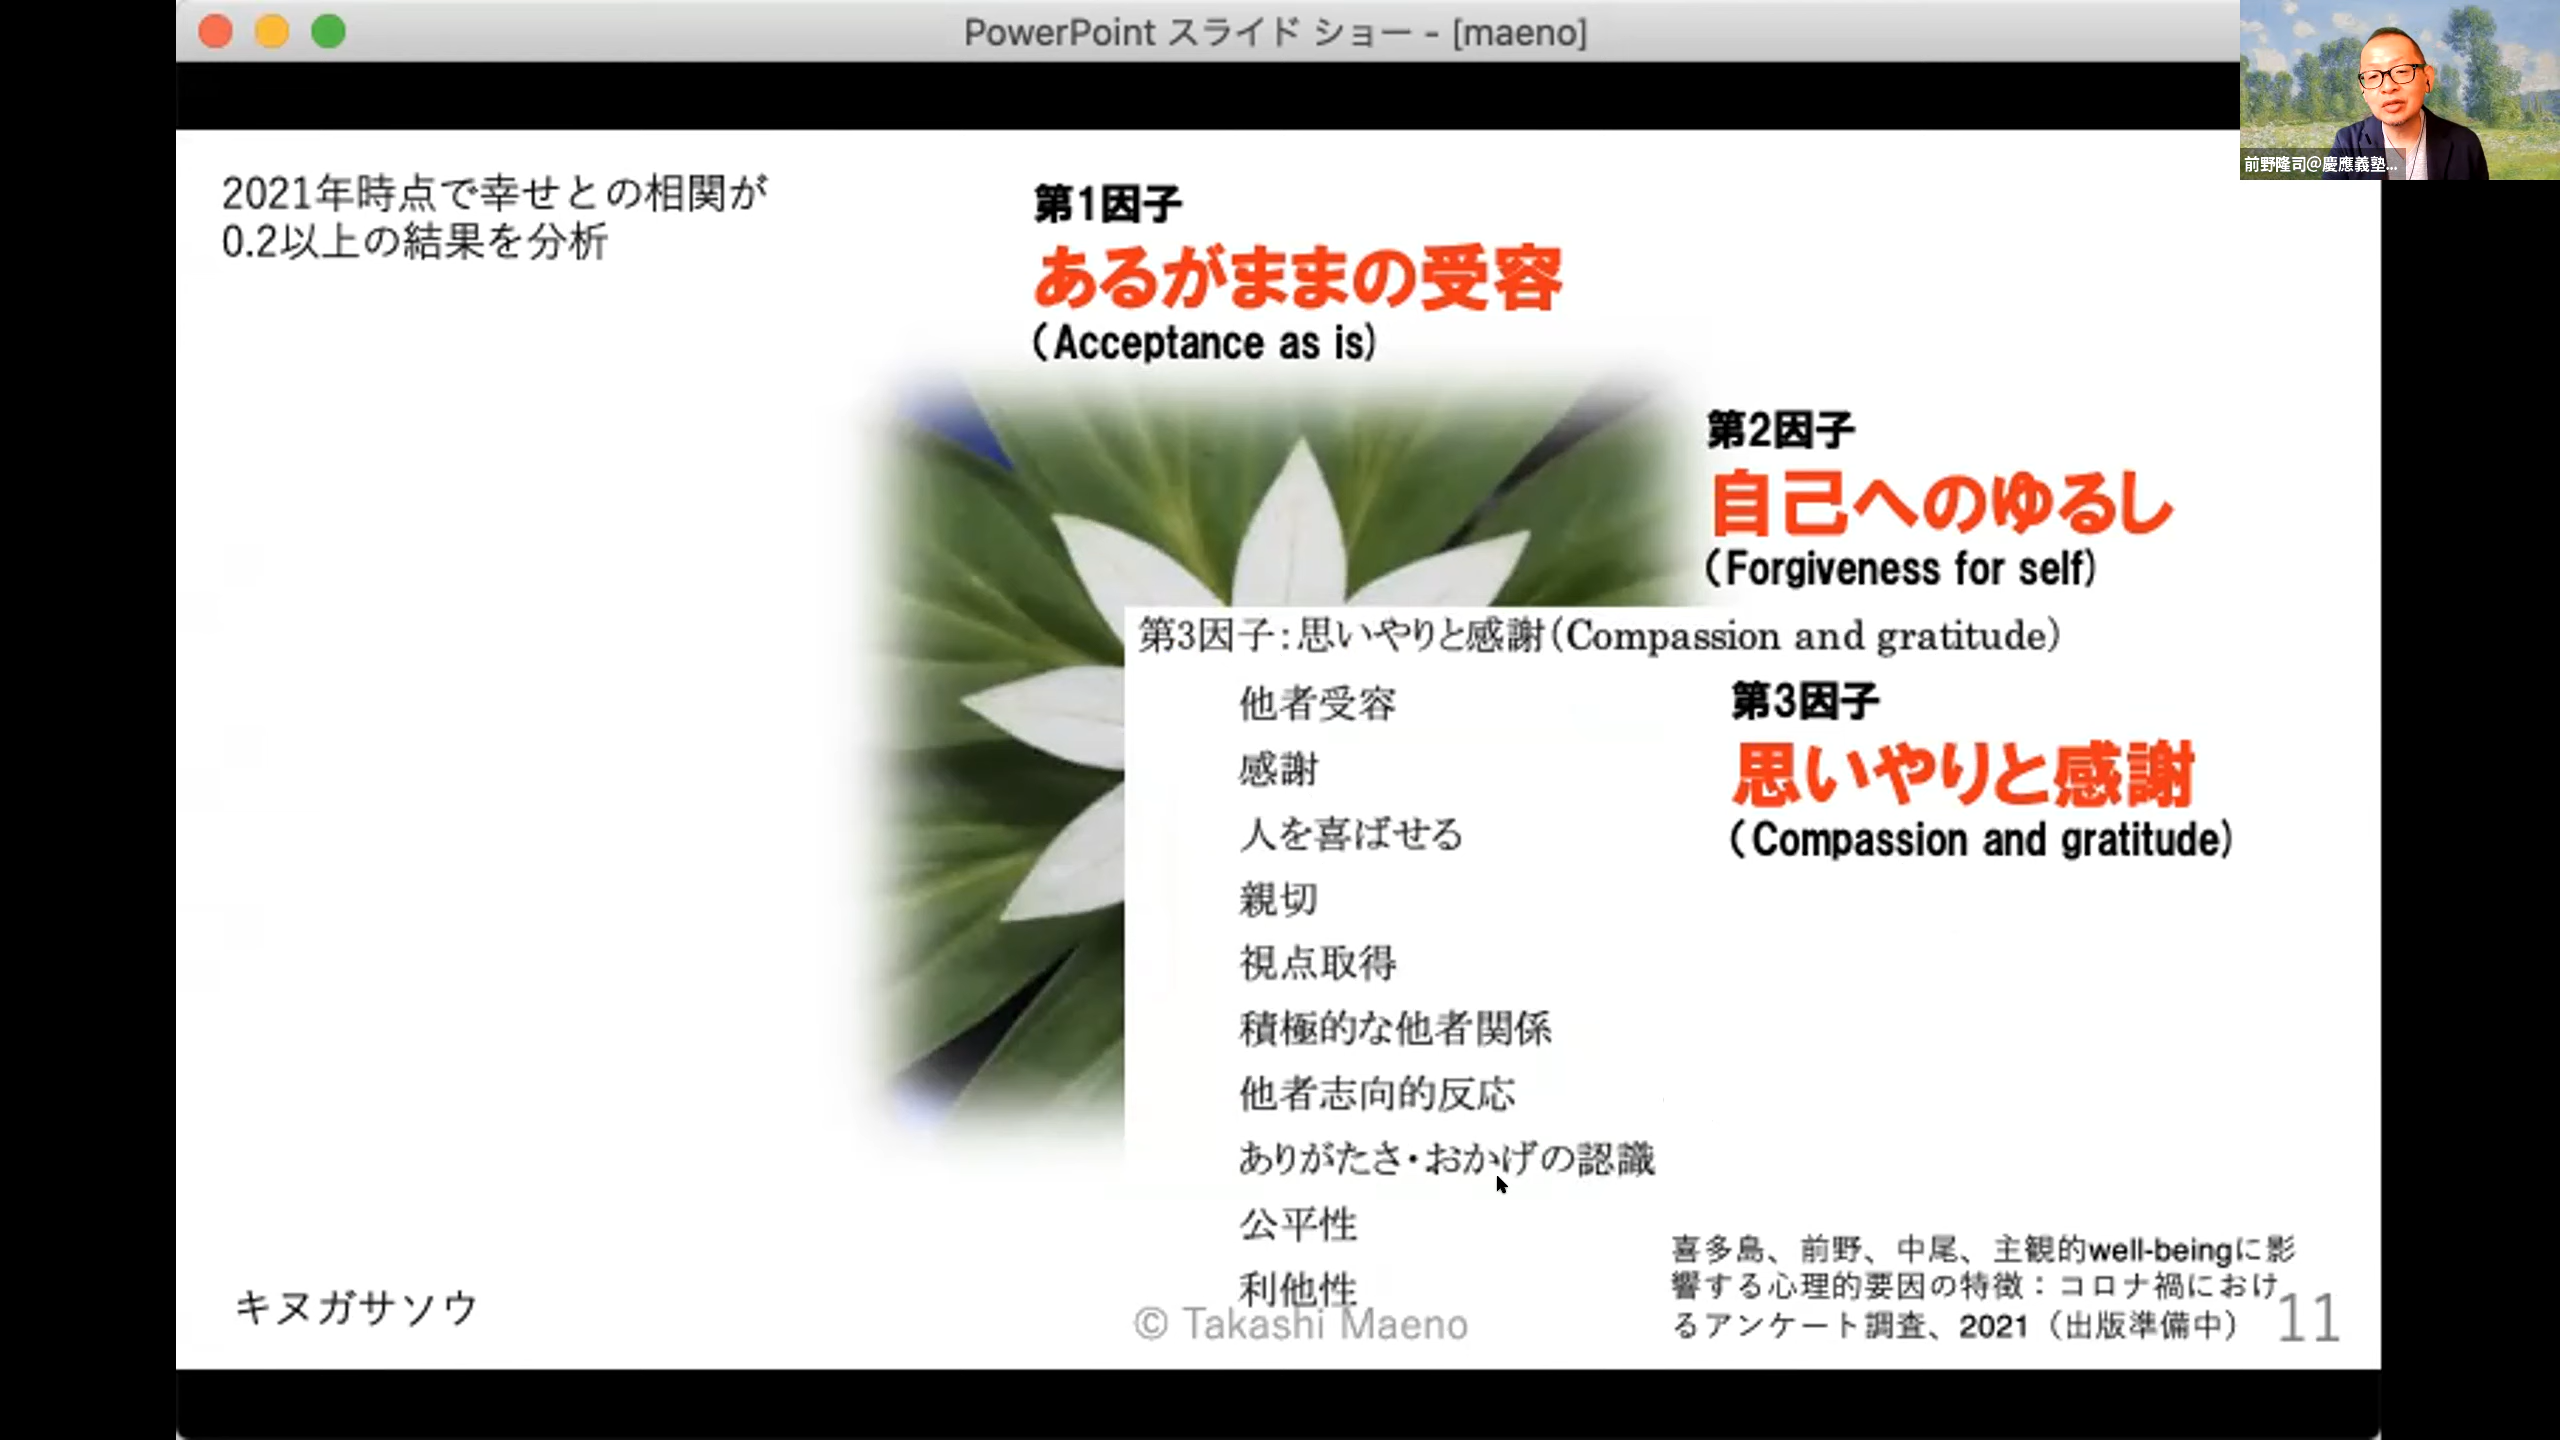 PowerPoint スライド ショー - [maeno]
前野隆司@慶應義塾...
2021年時点で幸せとの相関が
0.2以上の結果を分析
第1因子
あるがままの受容
(Acceptance as is)
第2因子
自己へのゆるし
(Forgiveness for self)
第3因子:思いやりと感謝(Compassion and gratitude)
他者受容
感謝
人を喜ばせる
親切
視点取得
積極的な他者関係
他者志向的反応
ありがたさ・おかげの認識
公平性
利他性
第3因子
思いやりと感謝
(Compassion and gratitude)
キヌガサソウ
© Takashi Maeno
喜多島、前野、中尾、主観的well-beingに影
響する心理的要因の特徴：コロナ禍におけ
るアンケート調査、2021（出版準備中）
11